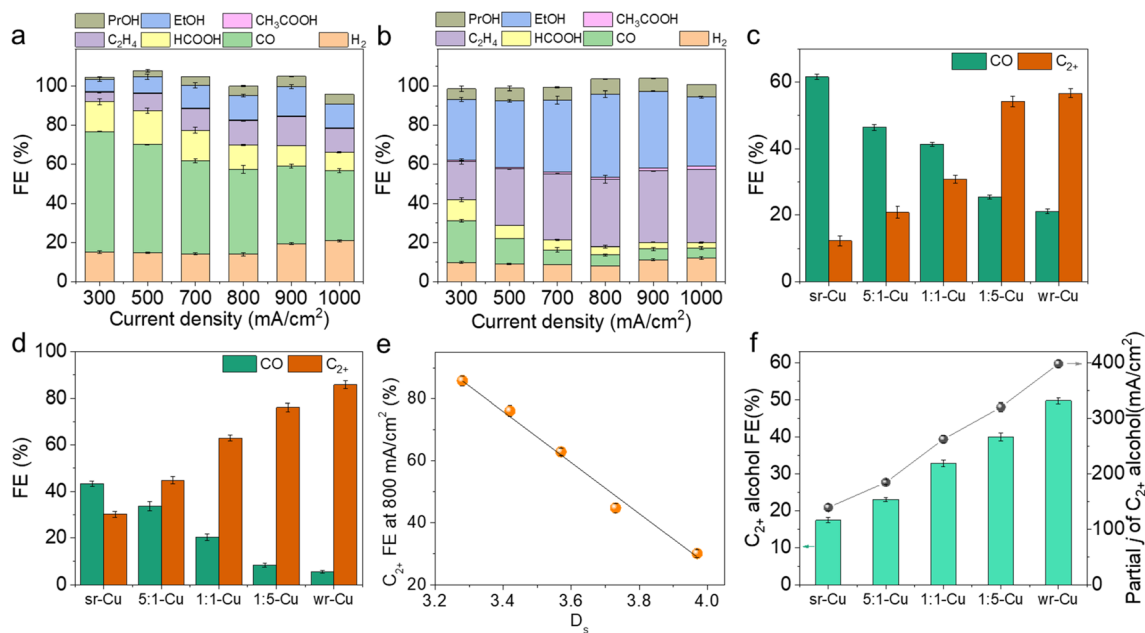 a
PrOH EtOH CH₃COOH
C₂H₄ HCOOH CO H₂
FE (%)
120
100
80
60
40
20
0
300 500 700 800 900 1000
Current density (mA/cm²)
b
PrOH EtOH CH₃COOH
C₂H₄ HCOOH CO H₂
FE (%)
120
100
80
60
40
20
0
300 500 700 800 900 1000
Current density (mA/cm²)
c
CO C₂₊
FE (%)
60
40
20
0
sr-Cu 5:1-Cu 1:1-Cu 1:5-Cu wr-Cu
d
CO C₂₊
FE (%)
100
80
60
40
20
0
sr-Cu 5:1-Cu 1:1-Cu 1:5-Cu wr-Cu
e
C₂₊ FE at 800 mA/cm² (%)
80
60
40
20
3.2 3.4 3.6 3.8 4.0
Dₛ
f
C₂₊ alcohol FE(%)
60
50
40
30
20
10
0
sr-Cu 5:1-Cu 1:1-Cu 1:5-Cu wr-Cu
400
300
200
100
0
Partial j of C₂₊ alcohol(mA/cm²)